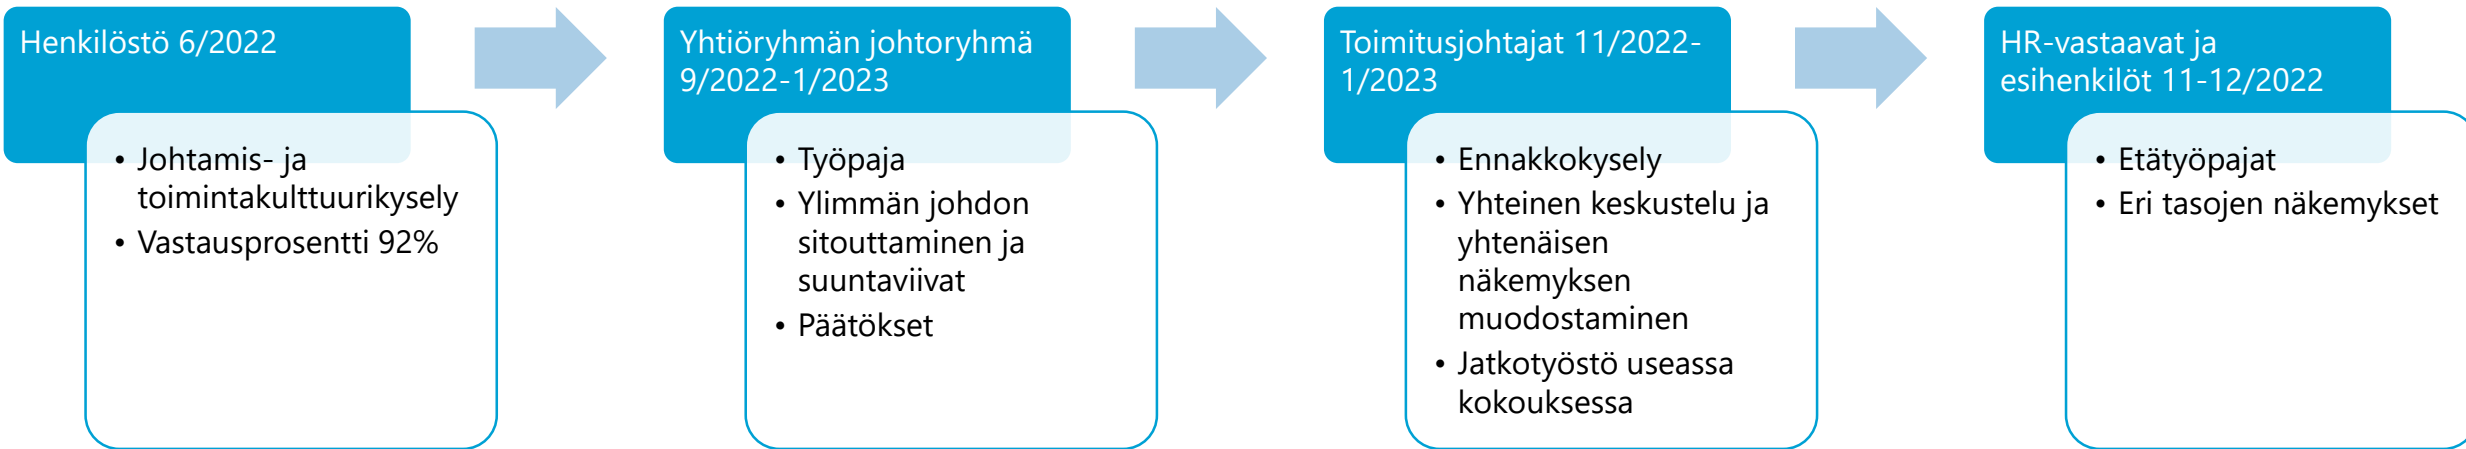 Henkilöstö 6/2022
• Johtamis- ja
toimintakulttuurikysely
• Vastausprosentti 92%
Yhtiöryhmän johtoryhmä
9/2022-1/2023
• Työpaja
• Ylimmän johdon
sitouttaminen ja
suuntaviivat
• Päätökset
Toimitusjohtajat 11/2022-
1/2023
• Ennakkokysely
• Yhteinen keskustelu ja
yhtenäisen
näkemyksen
muodostaminen
• Jatkotyöstö useassa
kokouksessa
HR-vastaavat ja
esihenkilöt 11-12/2022
• Etätyöpajat
• Eri tasojen näkemykset